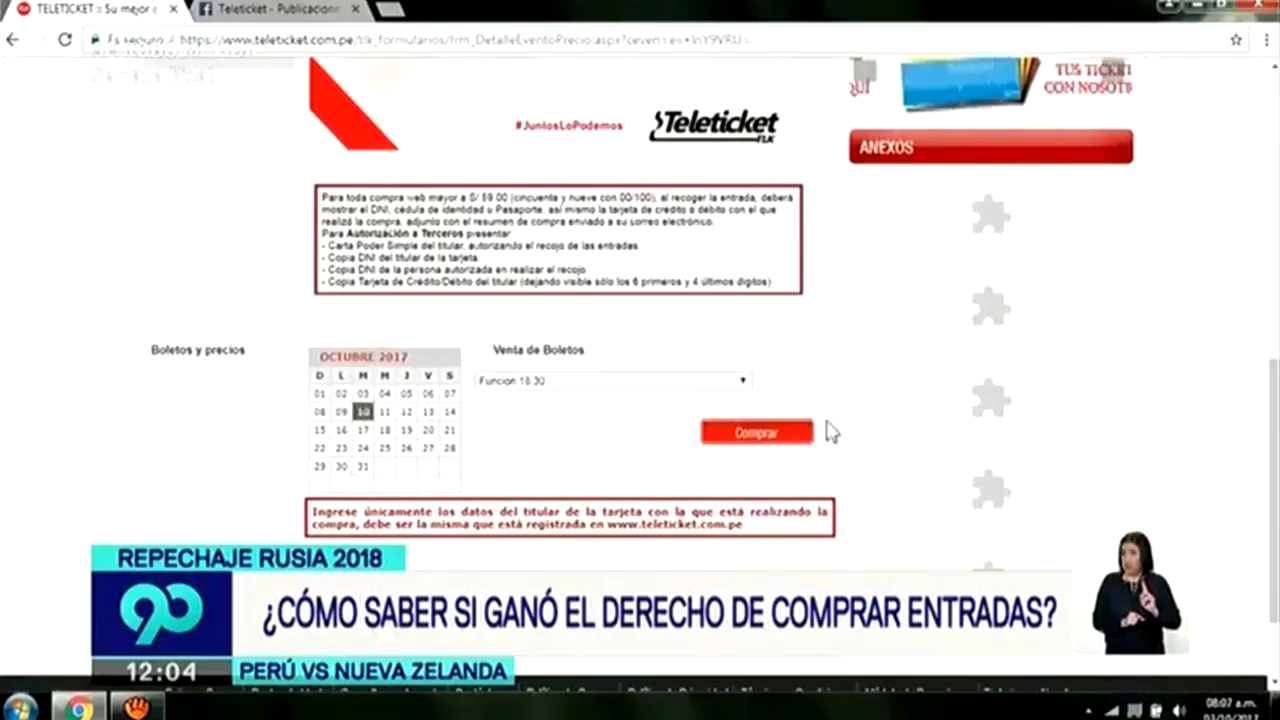 TELETICKET :: Su mejor e
Teleticket - Publicacione
https://www.teleticket.com.pe/tlk_formularios/frm_DetalleEventoPrecio.aspx?
TUS TICKET
CON NOSOTR
#JuntosLoPodemos
Teleticket
TLK
ANEXOS
Para toda compra web mayor a S/ 59.00 (cincuenta y nueve con 00/100), al recoger la entrada, deberá
mostrar el DNI, cédula de identidad o Pasaporte, así mismo la tarjeta de crédito o débito con el que
realizó la compra, adjunto con el resumen de compra enviado a su correo electrónico.
Para Autorización a Terceros presentar
- Carta Poder Simple del titular, autorizando el recojo de las entradas
- Copia DNI del titular de la tarjeta.
- Copia DNI de la persona autorizada en realizar el recojo.
- Copia Tarjeta de Crédito/Débito del titular (dejando visible sólo los 6 primeros y 4 últimos dígitos)
Boletos y precios
OCTUBRE 2017
D L M M J V S
01 02 03 04 05 06 07
08 09 10 11 12 13 14
15 16 17 18 19 20 21
22 23 24 25 26 27 28
29 30 31
Venta de Boletos
Funcion 18:30
Comprar
Ingrese únicamente los datos del titular de la tarjeta con la que está realizando la
compra, debe ser la misma que está registrada en www.teleticket.com.pe
REPECHAJE RUSIA 2018
90
¿CÓMO SABER SI GANÓ EL DERECHO DE COMPRAR ENTRADAS?
12:04
PERÚ VS NUEVA ZELANDA
08:07 a.m.